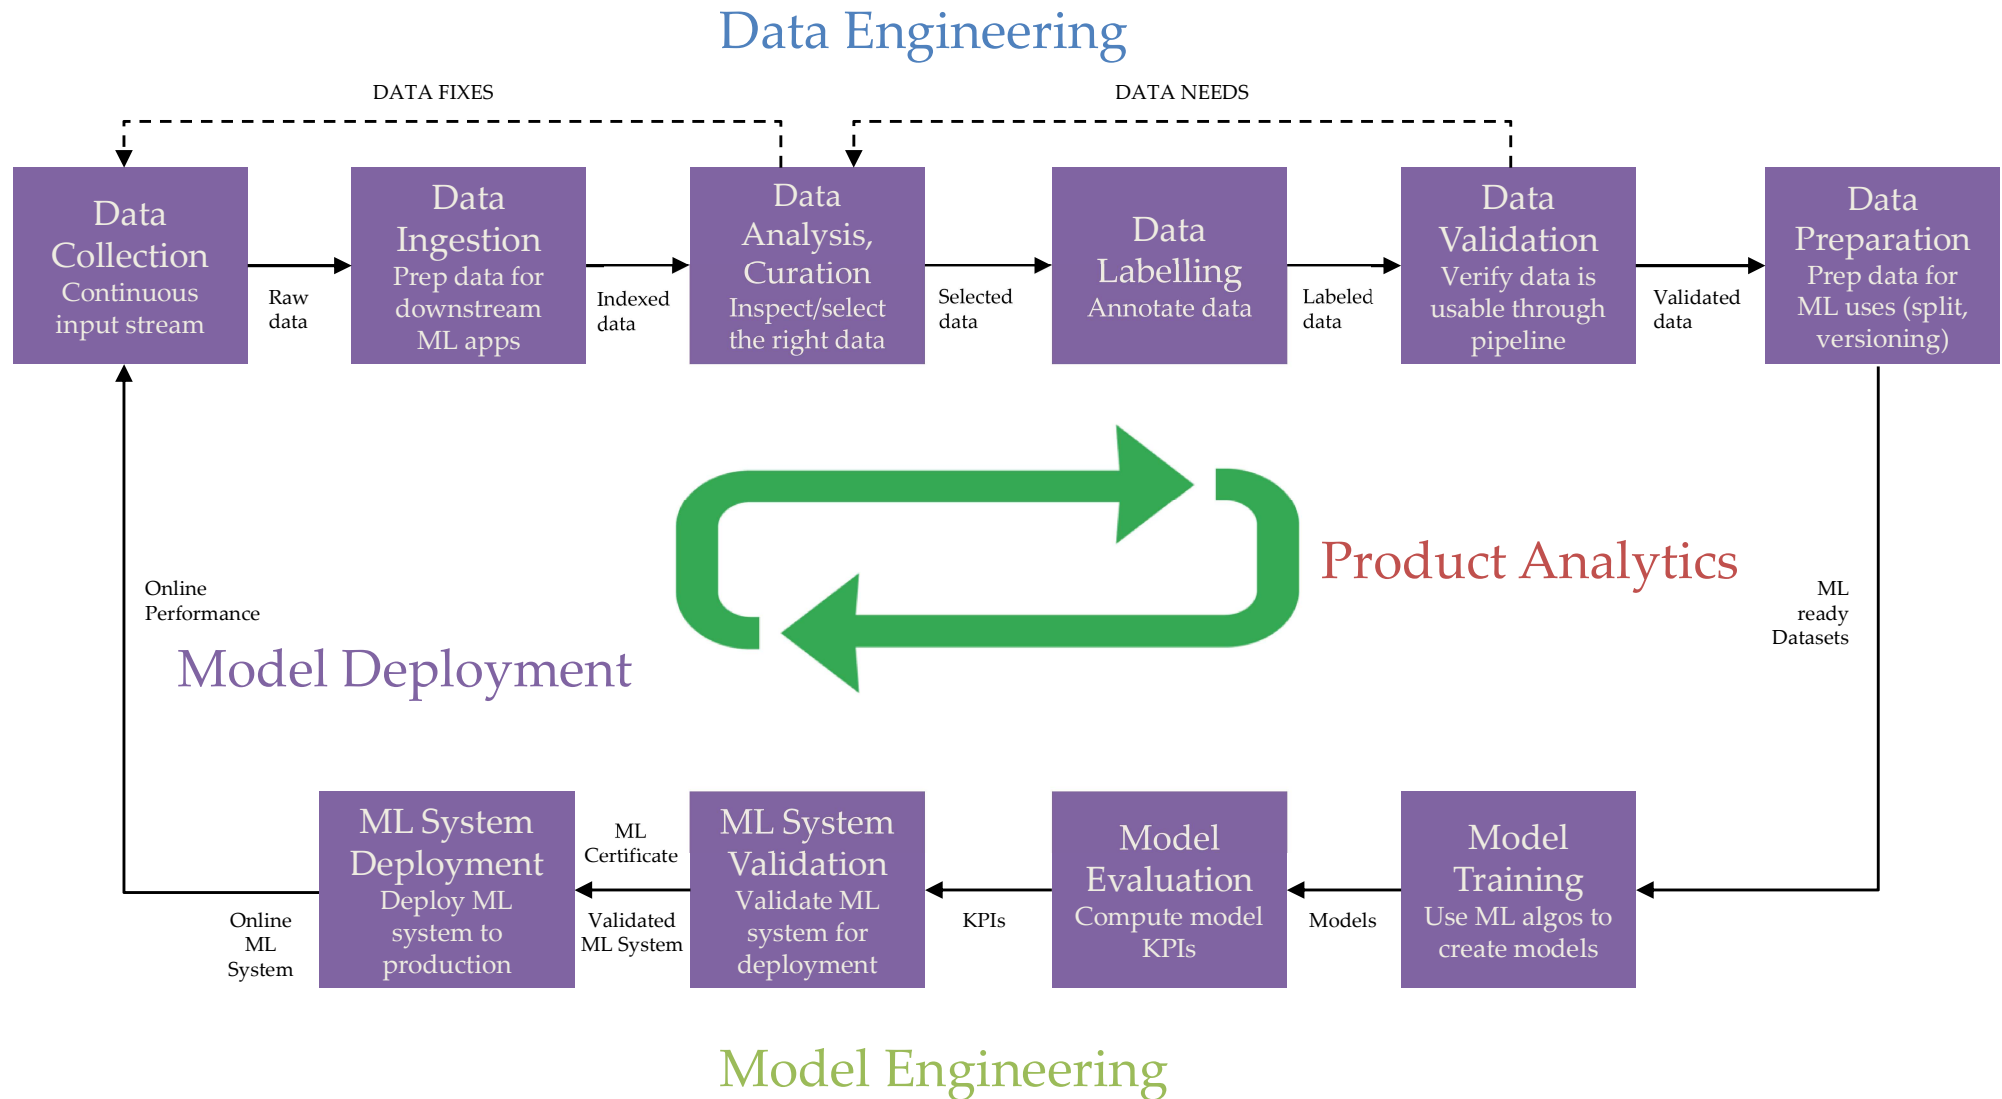 Data Engineering
DATA FIXES
DATA NEEDS
Data
Collection
Continuous
input stream
Raw
data
Data
Ingestion
Prep data for
downstream
ML apps
Indexed
data
Data
Analysis,
Curation
Inspect/select
the right data
Selected
data
Data
Labelling
Annotate data
Labeled
data
Data
Validation
Verify data is
usable through
pipeline
Validated
data
Data
Preparation
Prep data for
ML uses (split,
versioning)
Online
Performance
Product Analytics
ML
ready
Datasets
Model Deployment
Online
ML
System
ML System
Deployment
Deploy ML
system to
production
ML
Certificate
Validated
ML System
ML System
Validation
Validate ML
system for
deployment
KPIs
Model
Evaluation
Compute model
KPIs
Models
Model
Training
Use ML algos to
create models
Model Engineering